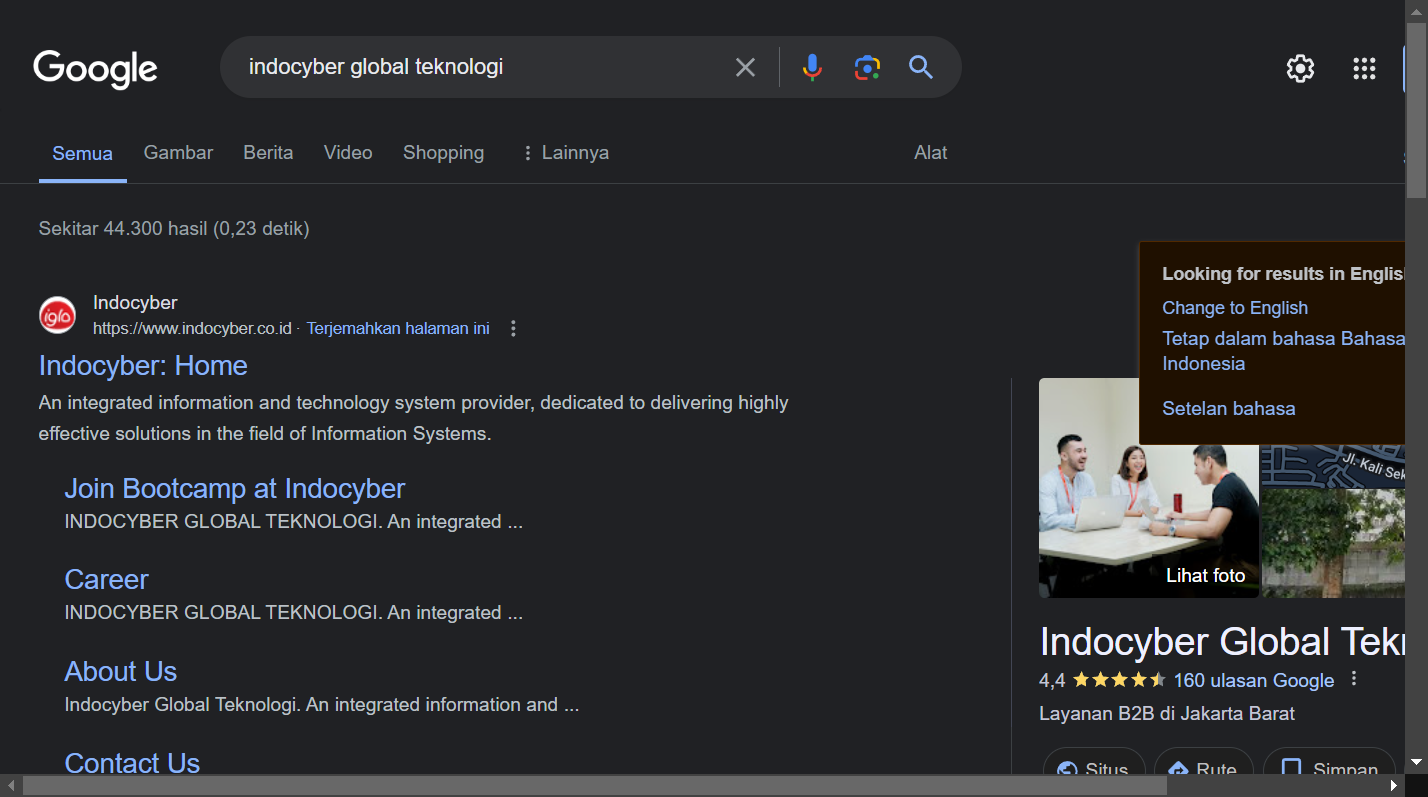 Google
indocyber global teknologi
Semua
Gambar
Berita
Video
Shopping
Lainnya
Alat
Sekitar 44.300 hasil (0,23 detik)
iglo
Indocyber
https://www.indocyber.co.id · Terjemahkan halaman ini
Indocyber: Home
An integrated information and technology system provider, dedicated to delivering highly
effective solutions in the field of Information Systems.
Join Bootcamp at Indocyber
INDOCYBER GLOBAL TEKNOLOGI. An integrated ...
Career
INDOCYBER GLOBAL TEKNOLOGI. An integrated ...
About Us
Indocyber Global Teknologi. An integrated information and ...
Contact Us
Looking for results in Englis
Change to English
Tetap dalam bahasa Bahasa
Indonesia
Setelan bahasa
Jl. Kali Sek
Lihat foto
Indocyber Global Tek
4,4 160 ulasan Google
Layanan B2B di Jakarta Barat
Situs
Rute
Simpan